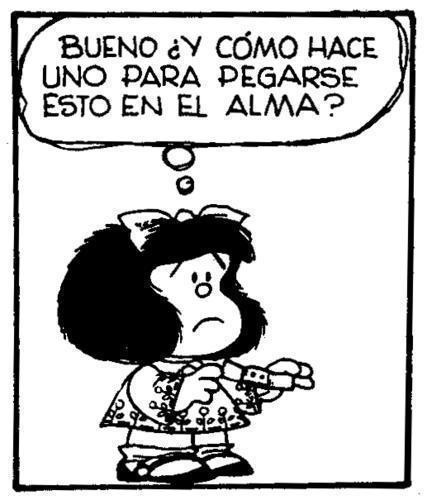 BUENO ¿Y CÓMO HACE
UNO PARA PEGARSE
ESTO EN EL ALMA?